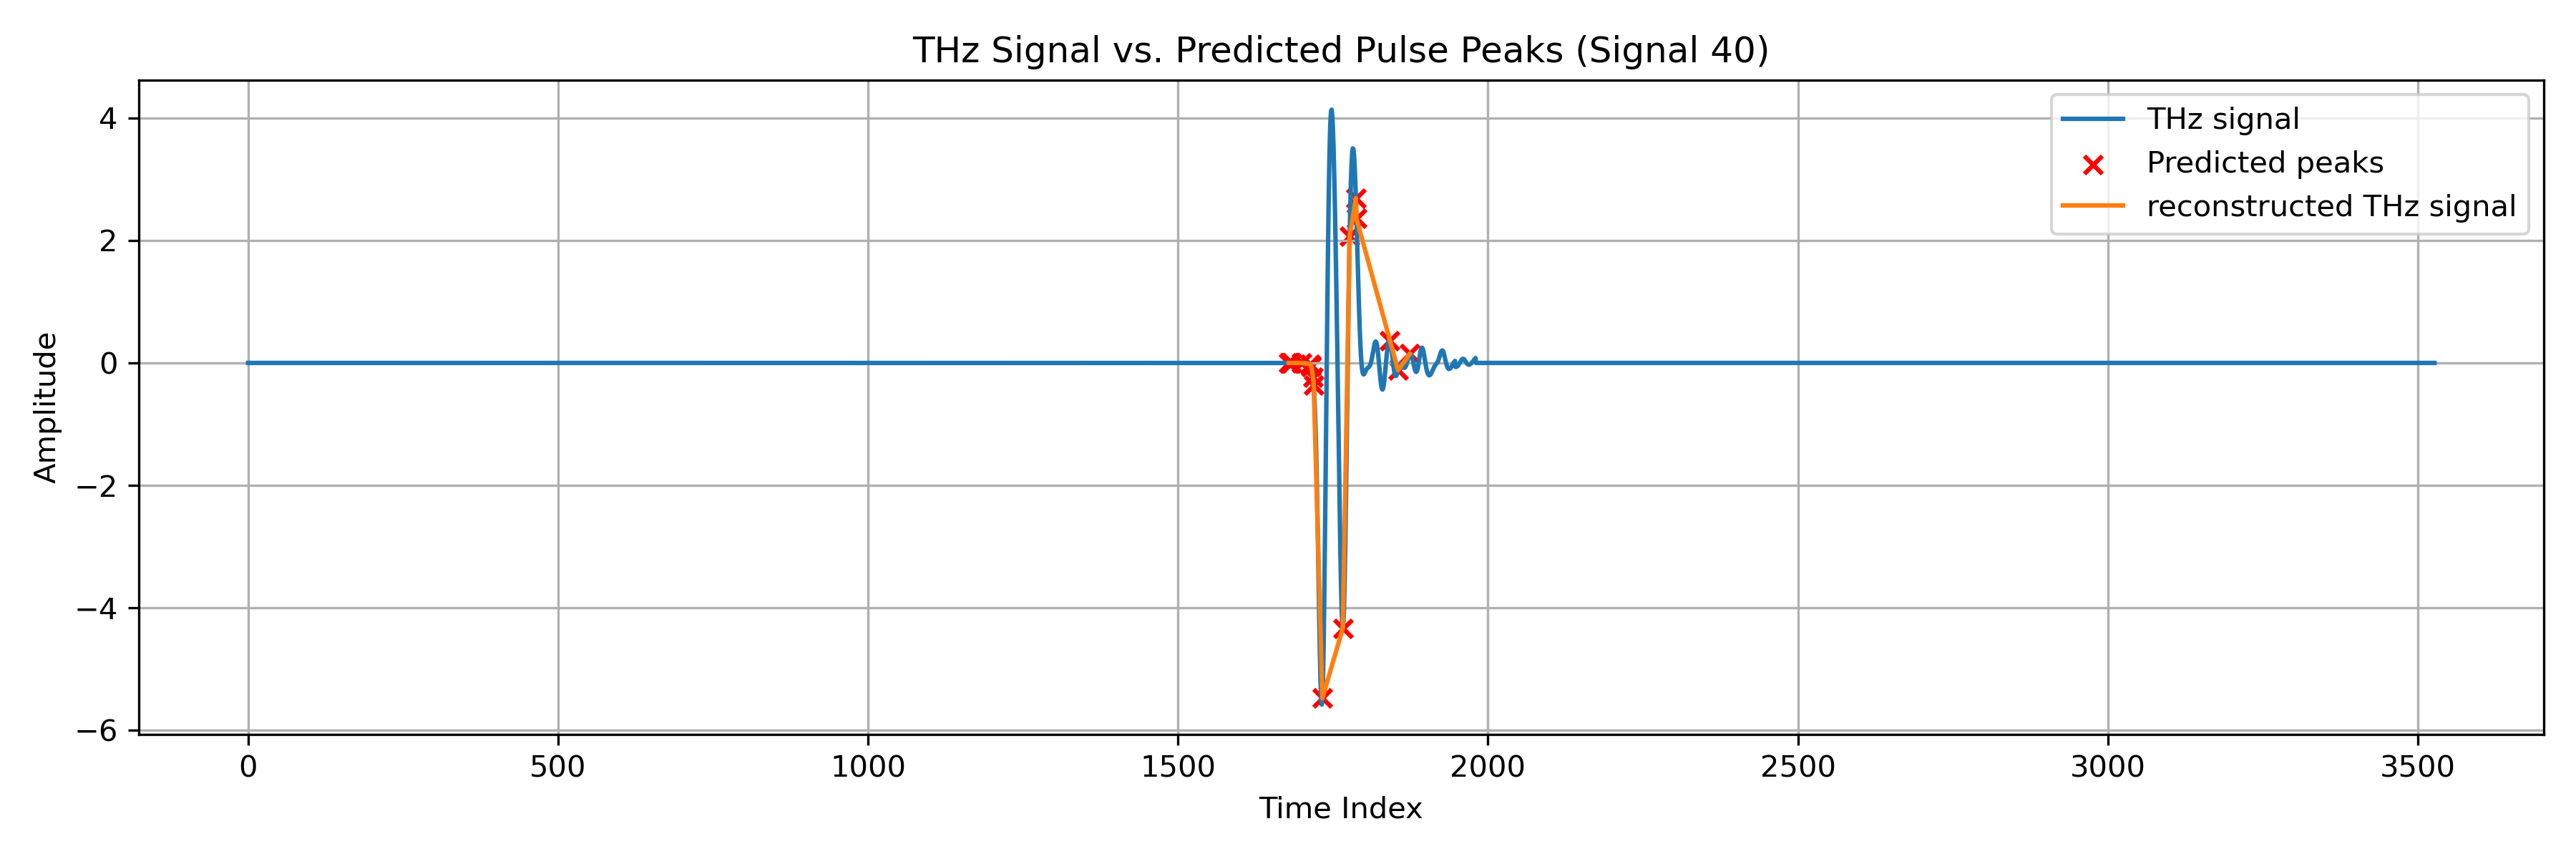 THz Signal vs. Predicted Pulse Peaks (Signal 40)
THz signal
Predicted peaks
reconstructed THz signal
Amplitude
4
2
0
−2
−4
−6
0 500 1000 1500 2000 2500 3000 3500
Time Index